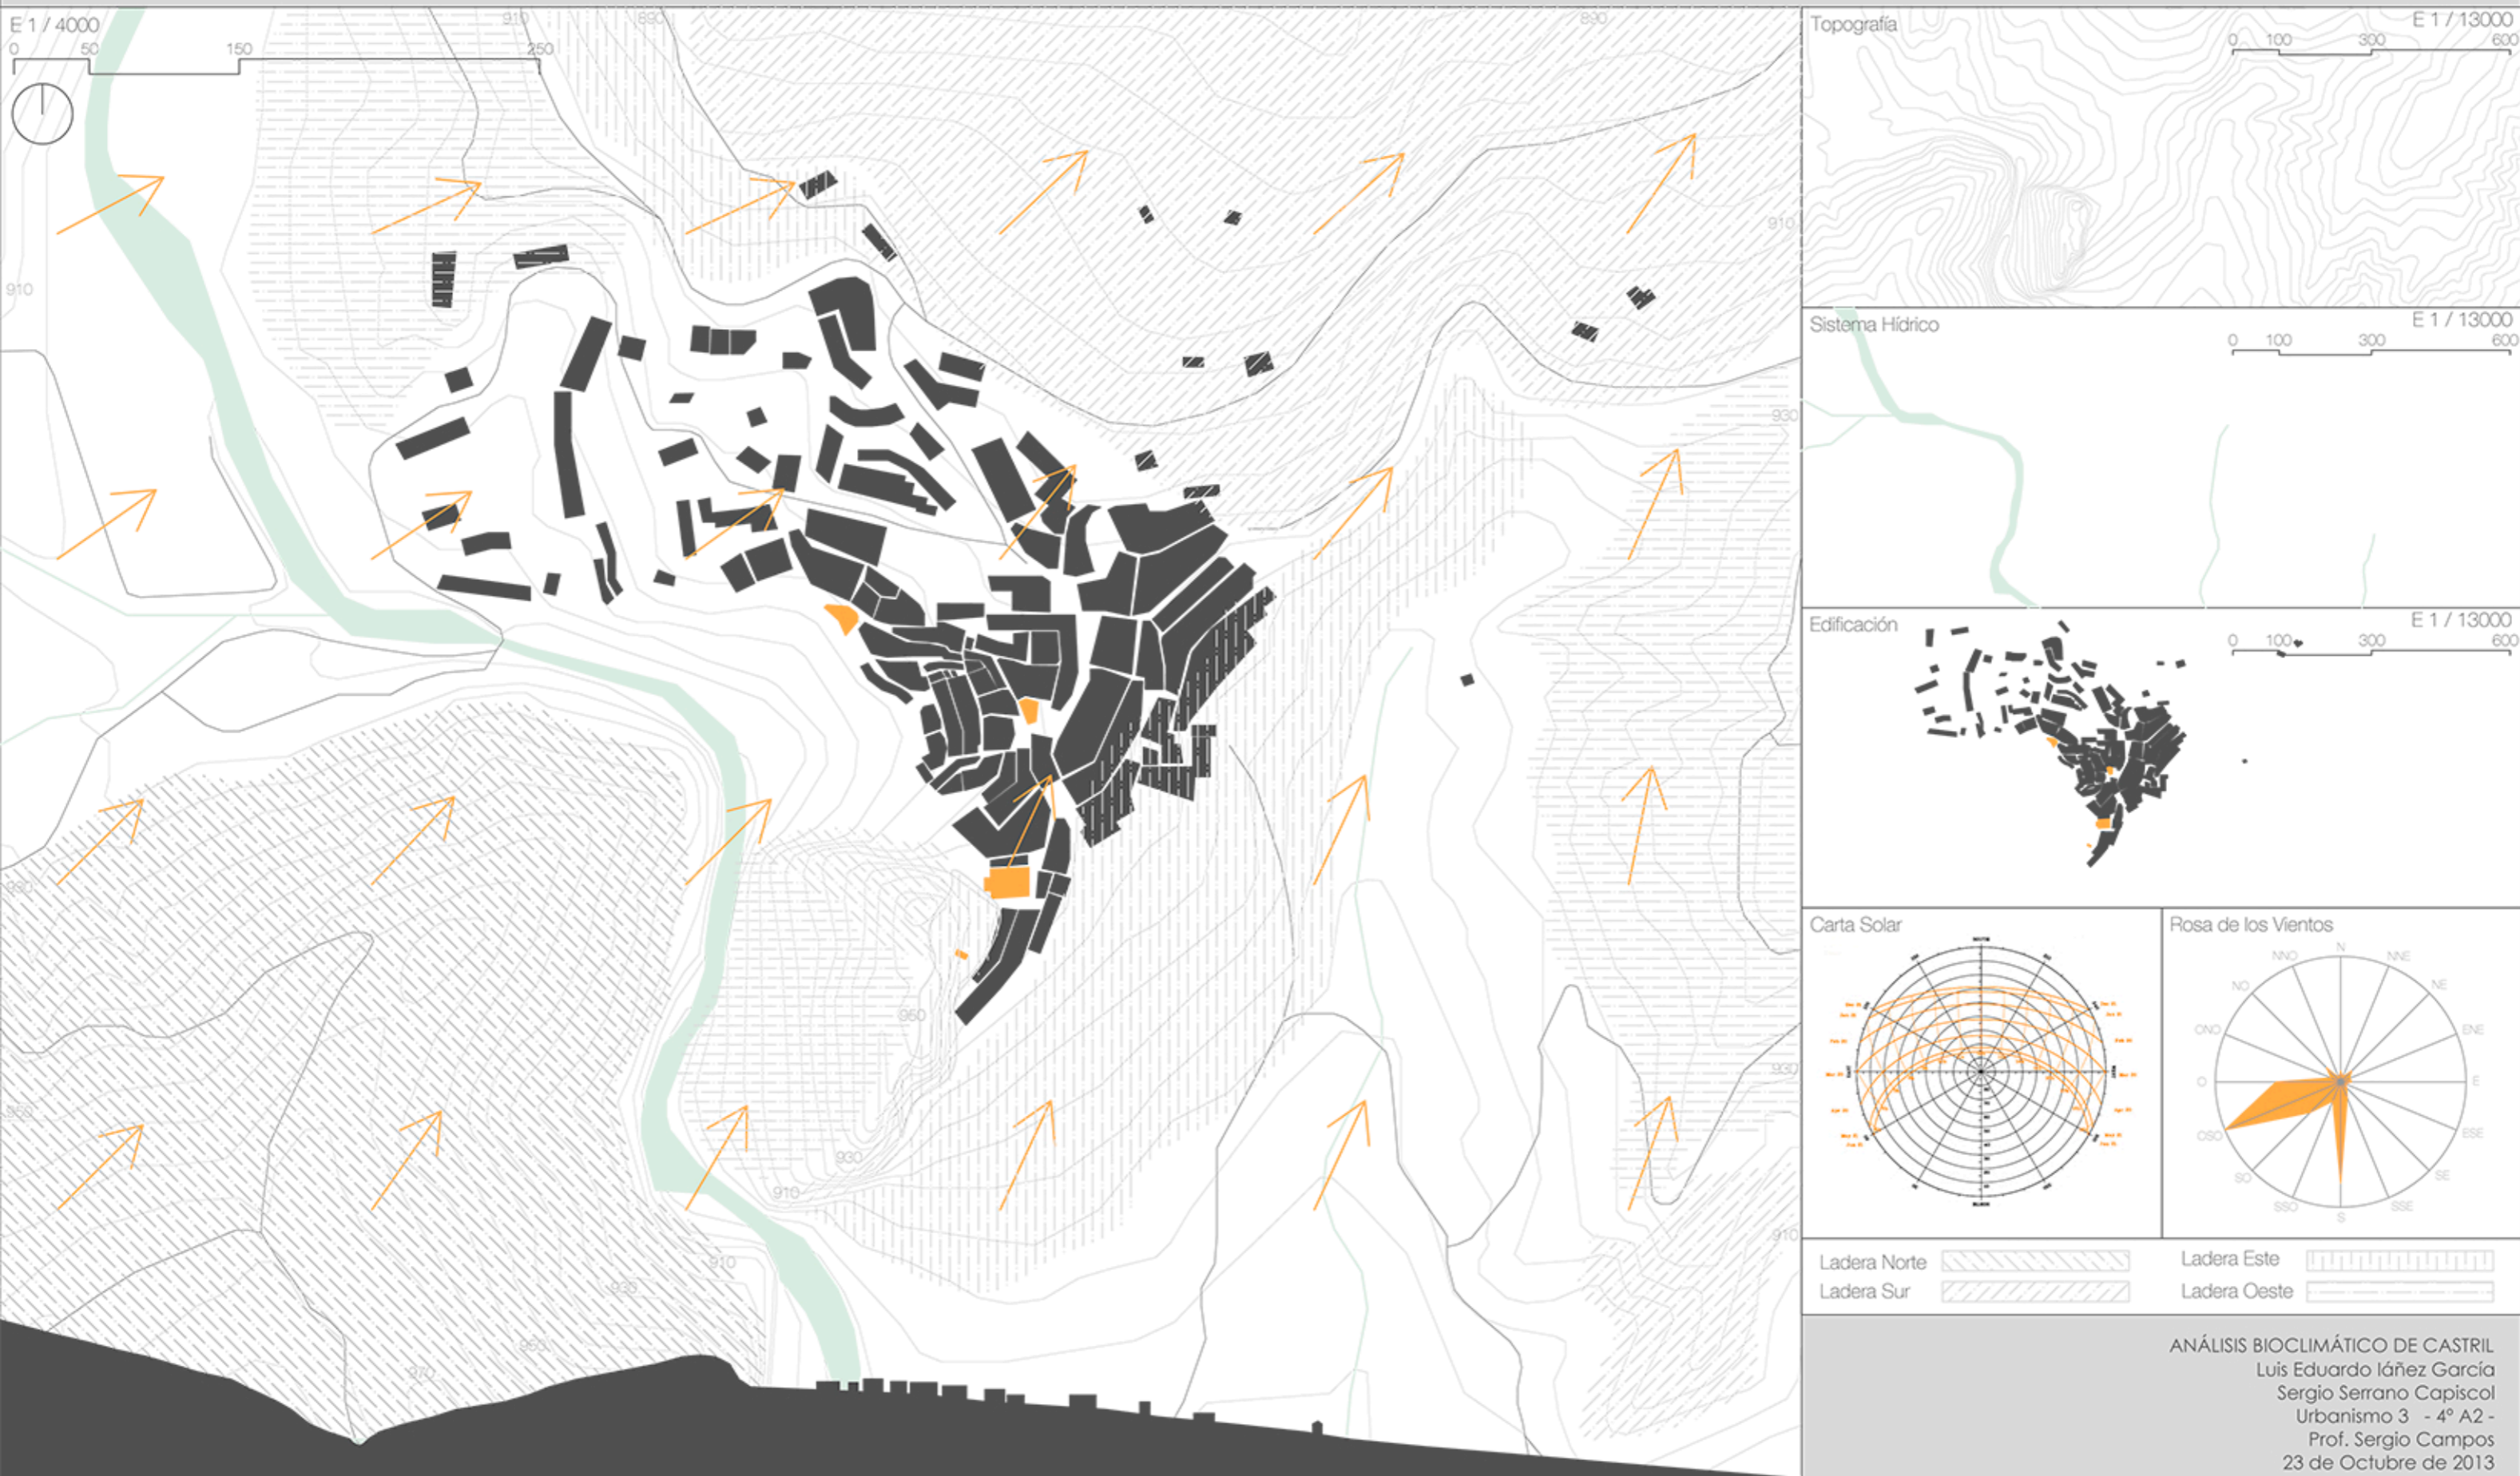 E 1 / 4000
0 50 150 250
910
890
890
910
910
930
930
950
950
930
910
930
910
910
930
950
970
Topografía
E 1 / 13000
0 100 300 600
Sistema Hídrico
E 1 / 13000
0 100 300 600
Edificación
E 1 / 13000
0 100 300 600
Carta Solar
Rosa de los Vientos
N
NNO
NNE
NO
NE
ONO
ENE
O
E
OSO
ESE
SO
SE
SSO
SSE
S
Ladera Norte
Ladera Este
Ladera Sur
Ladera Oeste
ANÁLISIS BIOCLIMÁTICO DE CASTRIL
Luis Eduardo Iáñez García
Sergio Serrano Capiscol
Urbanismo 3 - 4º A2 -
Prof. Sergio Campos
23 de Octubre de 2013